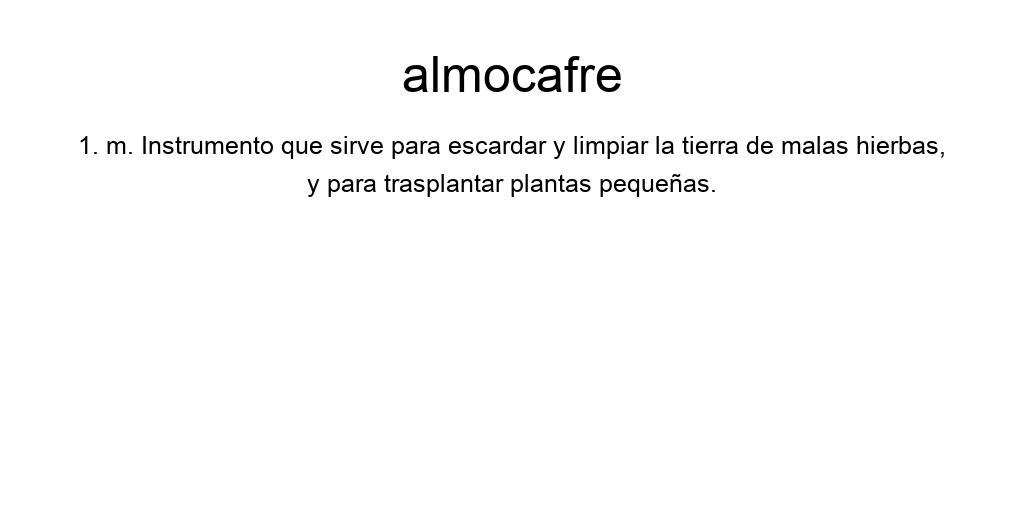 almocafre
1. m. Instrumento que sirve para escardar y limpiar la tierra de malas hierbas,
y para trasplantar plantas pequeñas.